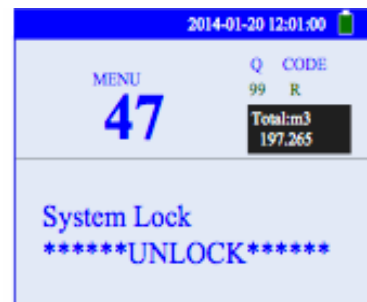 2014-01-20 12:01:00
MENU
47
Q CODE
99 R
Total:m3
197.265
System Lock
******UNLOCK******